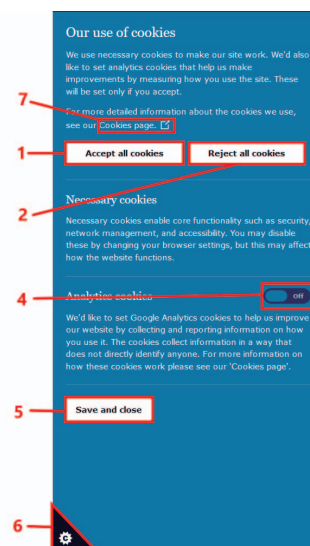 Our use of cookies
We use necessary cookies to make our site work. We'd also
like to set analytics cookies that help us make
improvements by measuring how you use the site. These
will be set only if you accept.
7
For more detailed information about the cookies we use,
see our Cookies page.
1
Accept all cookies Reject all cookies
2
Necessary cookies
Necessary cookies enable core functionality such as security,
network management, and accessibility. You may disable
these by changing your browser settings, but this may affect
how the website functions.
4
Analytics cookies Off
We'd like to set Google Analytics cookies to help us improve
our website by collecting and reporting information on how
you use it. The cookies collect information in a way that
does not directly identify anyone. For more information on
how these cookies work please see our 'Cookies page'.
5
Save and close
6
C